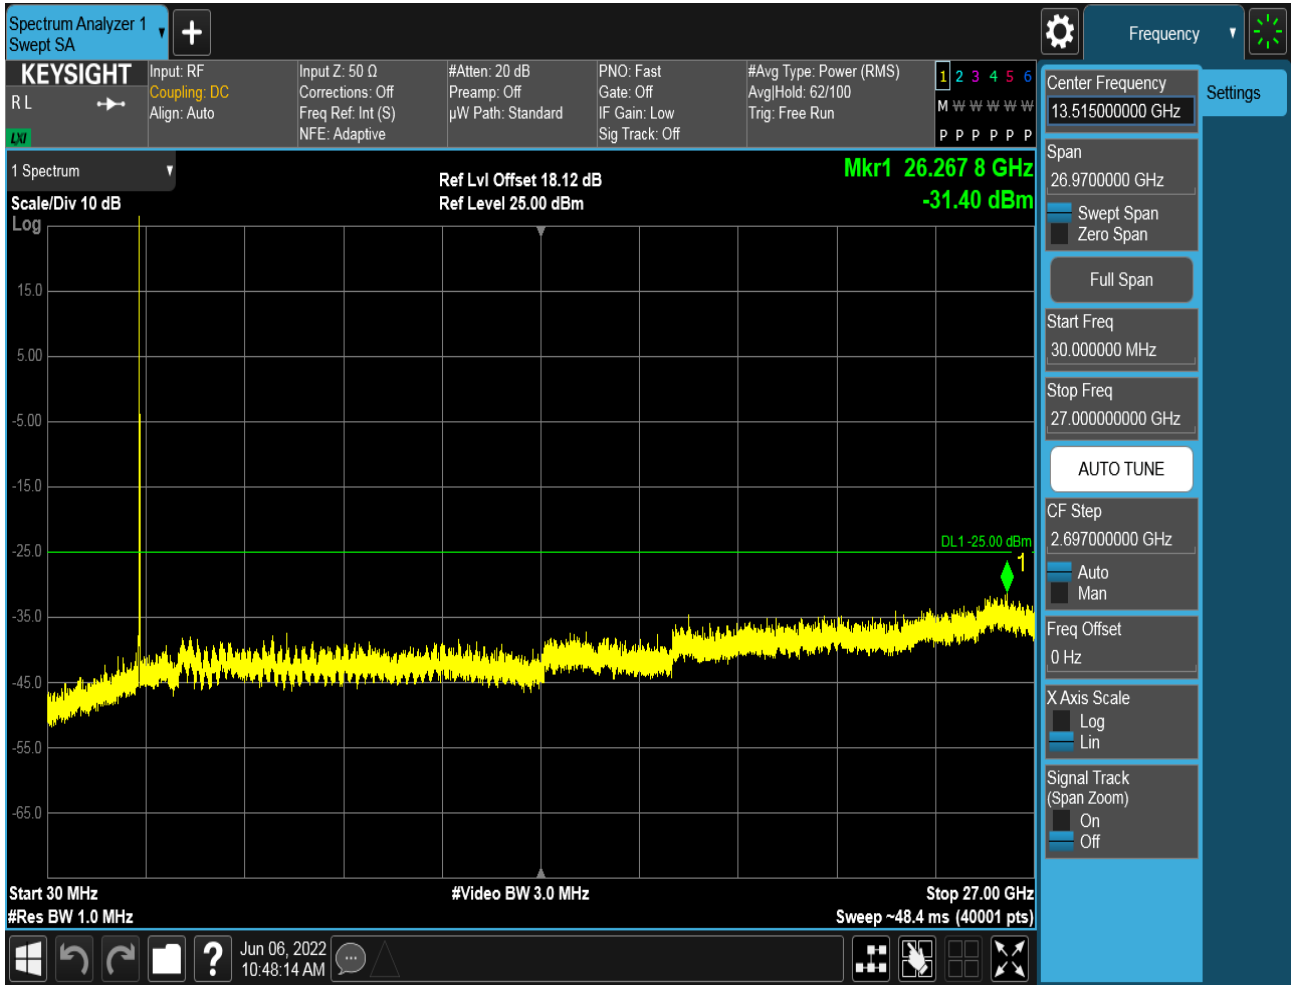 Spectrum Analyzer 1
Swept SA
Frequency
KEYSIGHT
R L
LXI
Input: RF
Coupling: DC
Align: Auto
Input Z: 50 Ω
Corrections: Off
Freq Ref: Int (S)
NFE: Adaptive
#Atten: 20 dB
Preamp: Off
µW Path: Standard
PNO: Fast
Gate: Off
IF Gain: Low
Sig Track: Off
#Avg Type: Power (RMS)
Avg|Hold: 62/100
Trig: Free Run
1 2 3 4 5 6
M W W W W W
P P P P P P
1 Spectrum
Scale/Div 10 dB
Log
Ref Lvl Offset 18.12 dB
Ref Level 25.00 dBm
Mkr1 26.267 8 GHz
-31.40 dBm
15.0
5.00
-5.00
-15.0
-25.0
-35.0
-45.0
-55.0
-65.0
DL1 -25.00 dBm
1
Start 30 MHz
#Res BW 1.0 MHz
#Video BW 3.0 MHz
Stop 27.00 GHz
Sweep ~48.4 ms (40001 pts)
Jun 06, 2022
10:48:14 AM
Center Frequency
13.515000000 GHz
Span
26.9700000 GHz
Swept Span
Zero Span
Full Span
Start Freq
30.000000 MHz
Stop Freq
27.000000000 GHz
AUTO TUNE
CF Step
2.697000000 GHz
Auto
Man
Freq Offset
0 Hz
X Axis Scale
Log
Lin
Signal Track
(Span Zoom)
On
Off
Settings